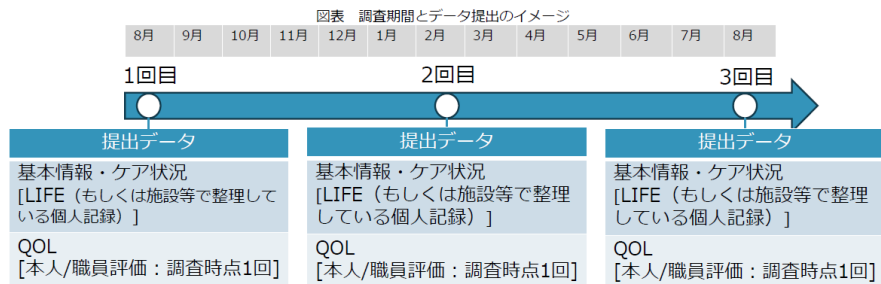 図表　調査期間とデータ提出のイメージ
8月 9月 10月 11月 12月 1月 2月 3月 4月 5月 6月 7月 8月
1回目 2回目 3回目
提出データ
基本情報・ケア状況
[LIFE（もしくは施設等で整理して
いる個人記録）]
QOL
[本人/職員評価：調査時点1回]
提出データ
基本情報・ケア状況
[LIFE（もしくは施設等で整理
している個人記録）]
QOL
[本人/職員評価：調査時点1回]
提出データ
基本情報・ケア状況
[LIFE（もしくは施設等で整理
している個人記録）]
QOL
[本人/職員評価：調査時点1回]